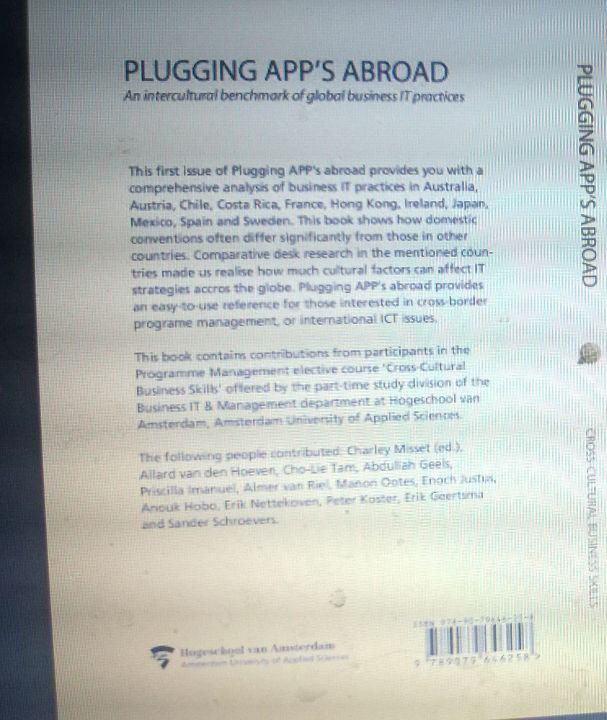 PLUGGING APP'S ABROAD
An intercultural benchmark of global business IT practices
This first issue of Plugging APP's abroad provides you with a
comprehensive analysis of business IT practices in Australia,
Austria, Chile, Costa Rica, France, Hong Kong, Ireland, Japan,
Mexico, Spain and Sweden. This book shows how domestic
conventions often differ significantly from those in other
countries. Comparative desk research in the mentioned coun-
tries made us realise how much cultural factors can affect IT
strategies accros the globe. Plugging APP's abroad provides
an easy-to-use reference for those interested in cross-border
programe management, or international ICT issues.
This book contains contributions from participants in the
Programme Management elective course 'Cross-Cultural
Business Skills' offered by the part-time study division of the
Business IT & Management department at Hogeschool van
Amsterdam, Amsterdam University of Applied Sciences.
The following people contributed: Charley Misset (ed.),
Allard van den Hoeven, Cho-Lie Tam, Abdullah Geels,
Priscilla Imanuel, Almer van Riel, Manon Ootes, Enoch Justia,
Anouk Hobo, Erik Nettekoven, Peter Koster, Erik Geertsma
and Sander Schroevers.
Hogeschool van Amsterdam
Amsterdam University of Applied Sciences
ISBN 978-90-79646-25-8
9 789079 646258 >
PLUGGING APP'S ABROAD
CROSS-CULTURAL BUSINESS SKILLS